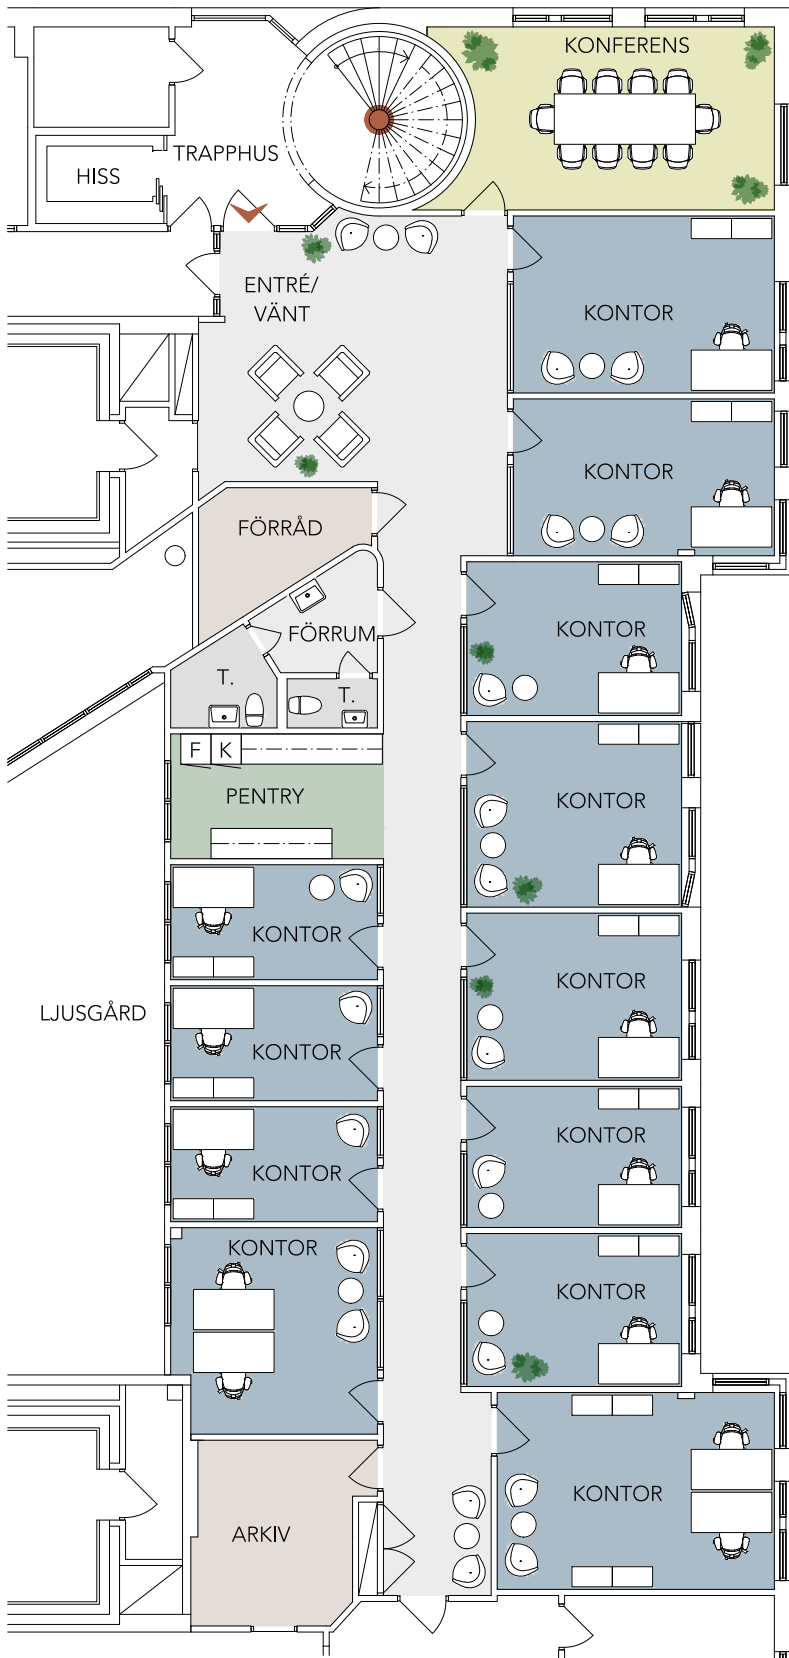 KONFERENS
TRAPPHUS
HISS
ENTRÉ/
VÄNT
KONTOR
KONTOR
FÖRRÅD
KONTOR
FÖRRUM
T.
T.
F K
PENTRY
KONTOR
KONTOR
KONTOR
LJUSGÅRD
KONTOR
KONTOR
KONTOR
KONTOR
KONTOR
KONTOR
ARKIV
KONTOR